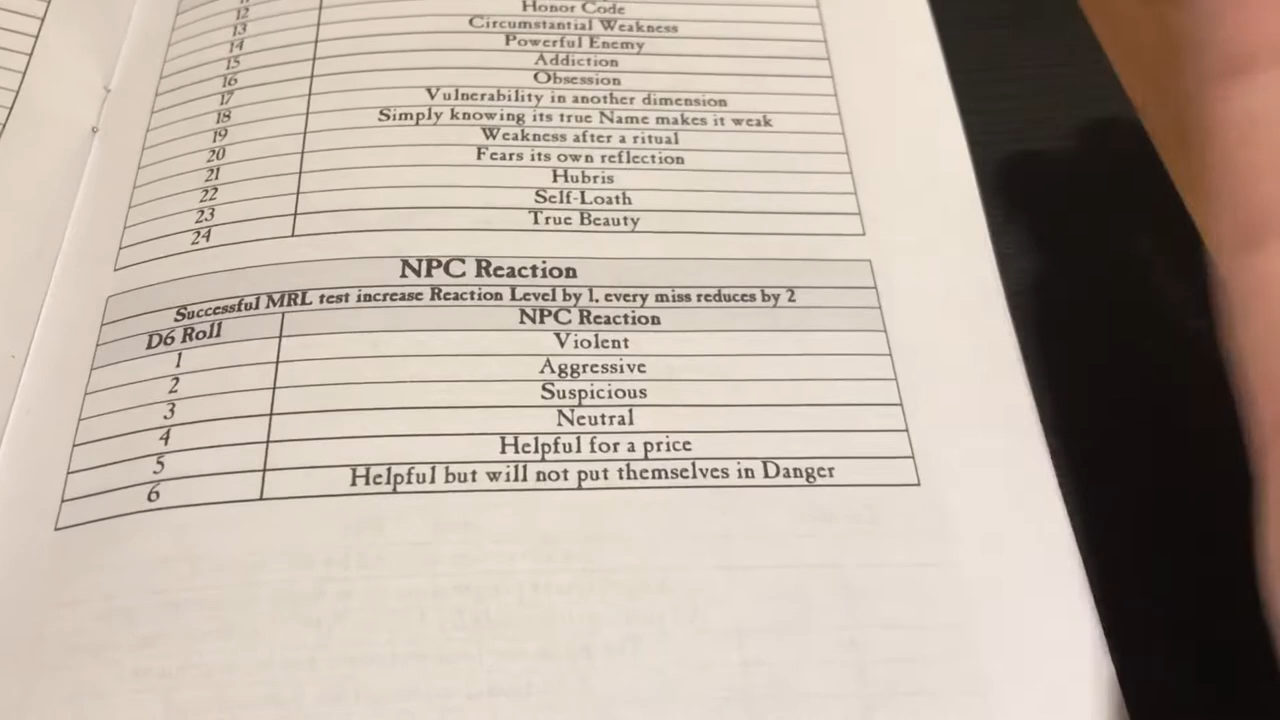 12
13 Honor Code
14 Circumstantial Weakness
15 Powerful Enemy
16 Addiction
17 Obsession
18 Vulnerability in another dimension
19 Simply knowing its true Name makes it weak
20 Weakness after a ritual
21 Fears its own reflection
22 Hubris
23 Self-Loath
24 True Beauty
NPC Reaction
Successful MRL test increase Reaction Level by 1, every miss reduces by 2
D6 Roll NPC Reaction
1 Violent
2 Aggressive
3 Suspicious
4 Neutral
5 Helpful for a price
6 Helpful but will not put themselves in Danger